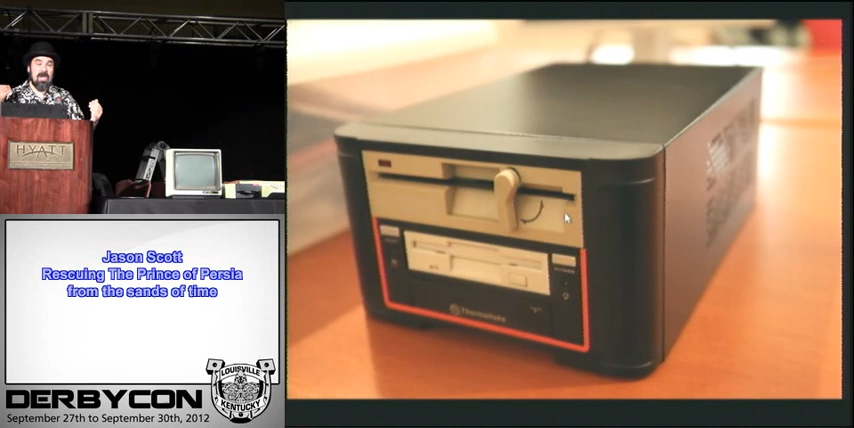 HYATT
Jason Scott
Rescuing The Prince of Persia
from the sands of time
LOUISVILLE
KENTUCKY
DERBYCON
September 27th to September 30th, 2012
Thermaltake